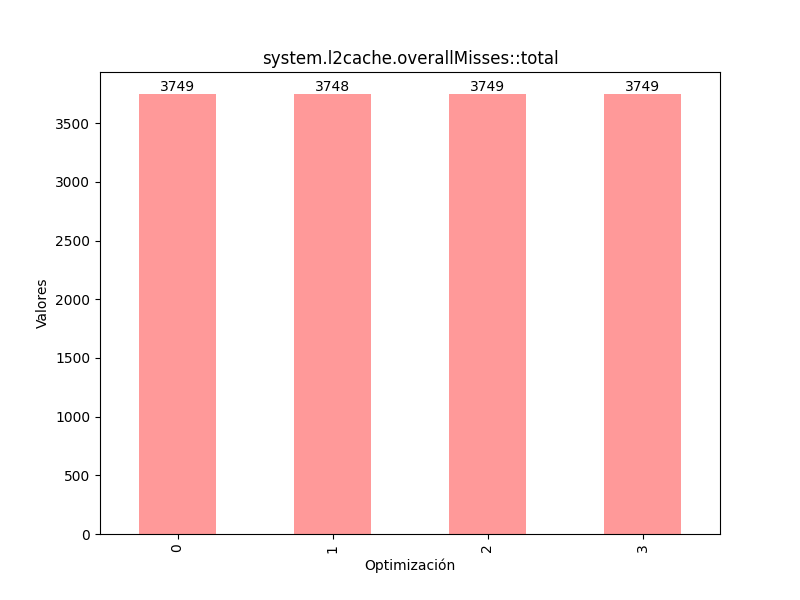 system.l2cache.overallMisses::total
3749 3748 3749 3749
3500
3000
2500
2000
1500
1000
500
0
Valores
0 1 2 3
Optimización